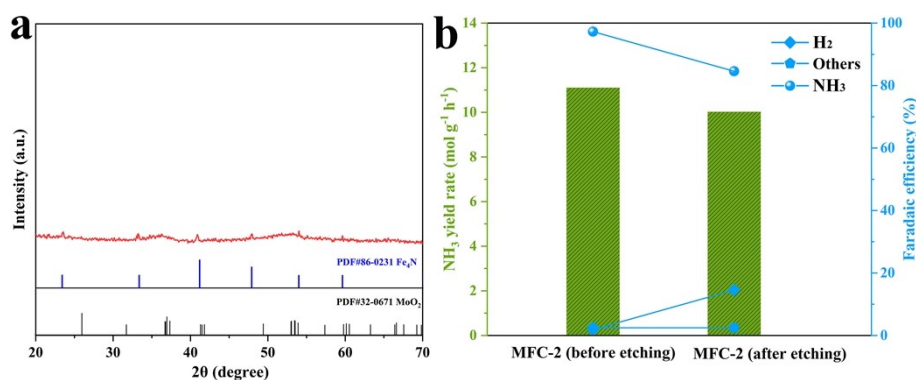 a
Intensity (a.u.)
PDF#86-0231 Fe₄N
PDF#32-0671 MoO₂
20 30 40 50 60 70
2θ (degree)
b
NH₃ yield rate (mol g⁻¹ h⁻¹)
14
12
10
8
6
4
2
0
H₂
Others
NH₃
100
80
60
40
20
0
Faradaic efficiency (%)
MFC-2 (before etching) MFC-2 (after etching)